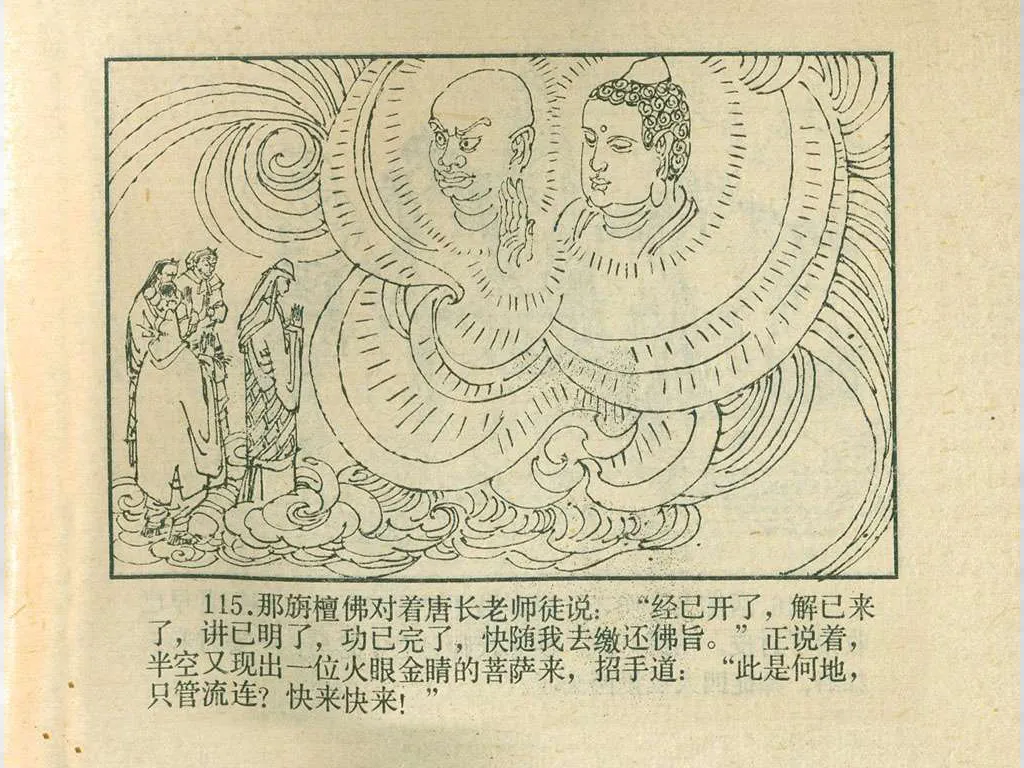 115.那旃檀佛对着唐长老师徒说：“经已开了，解已来
了，讲已明了，功已完了，快随我去缴还佛旨。”正说着，
半空又现出一位火眼金睛的菩萨来，招手道：“此是何地，
只管流连？快来快来！”